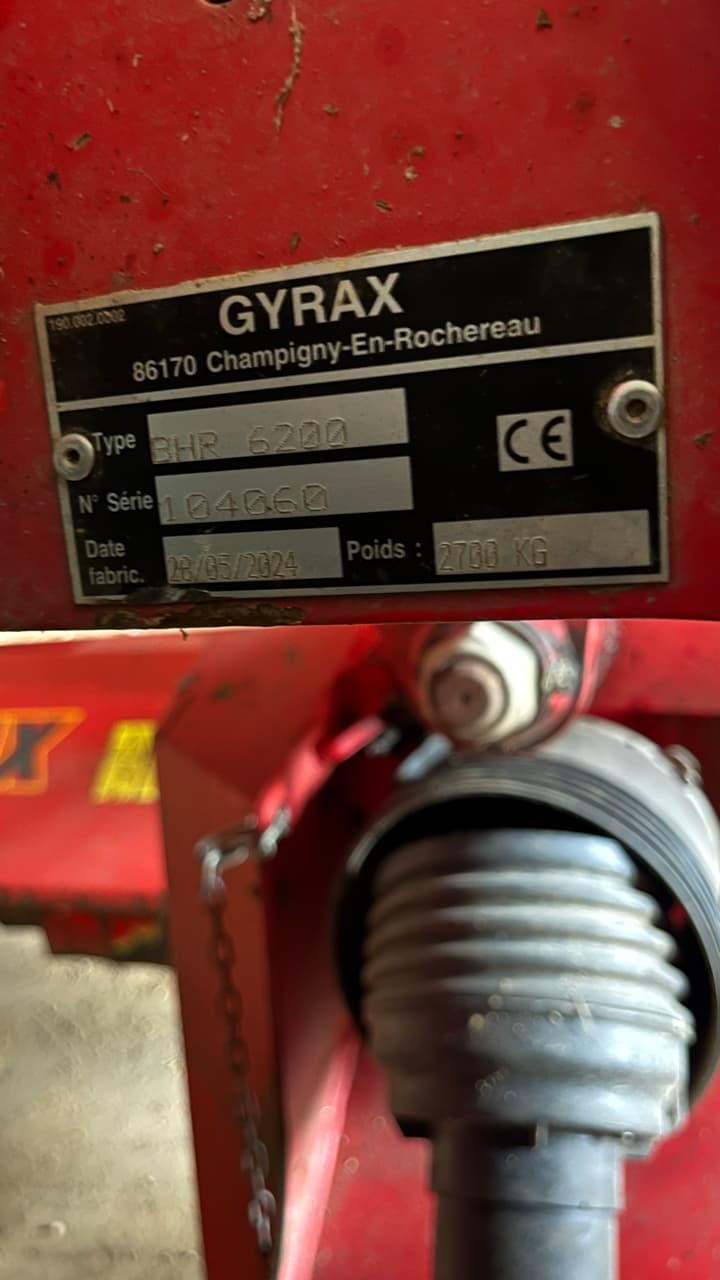 190.002.0002
GYRAX
86170 Champigny-En-Rochereau
Type BHR 6200
CE
N° Série 104060
Date fabric. 28/05/2024 Poids : 2700 KG
X